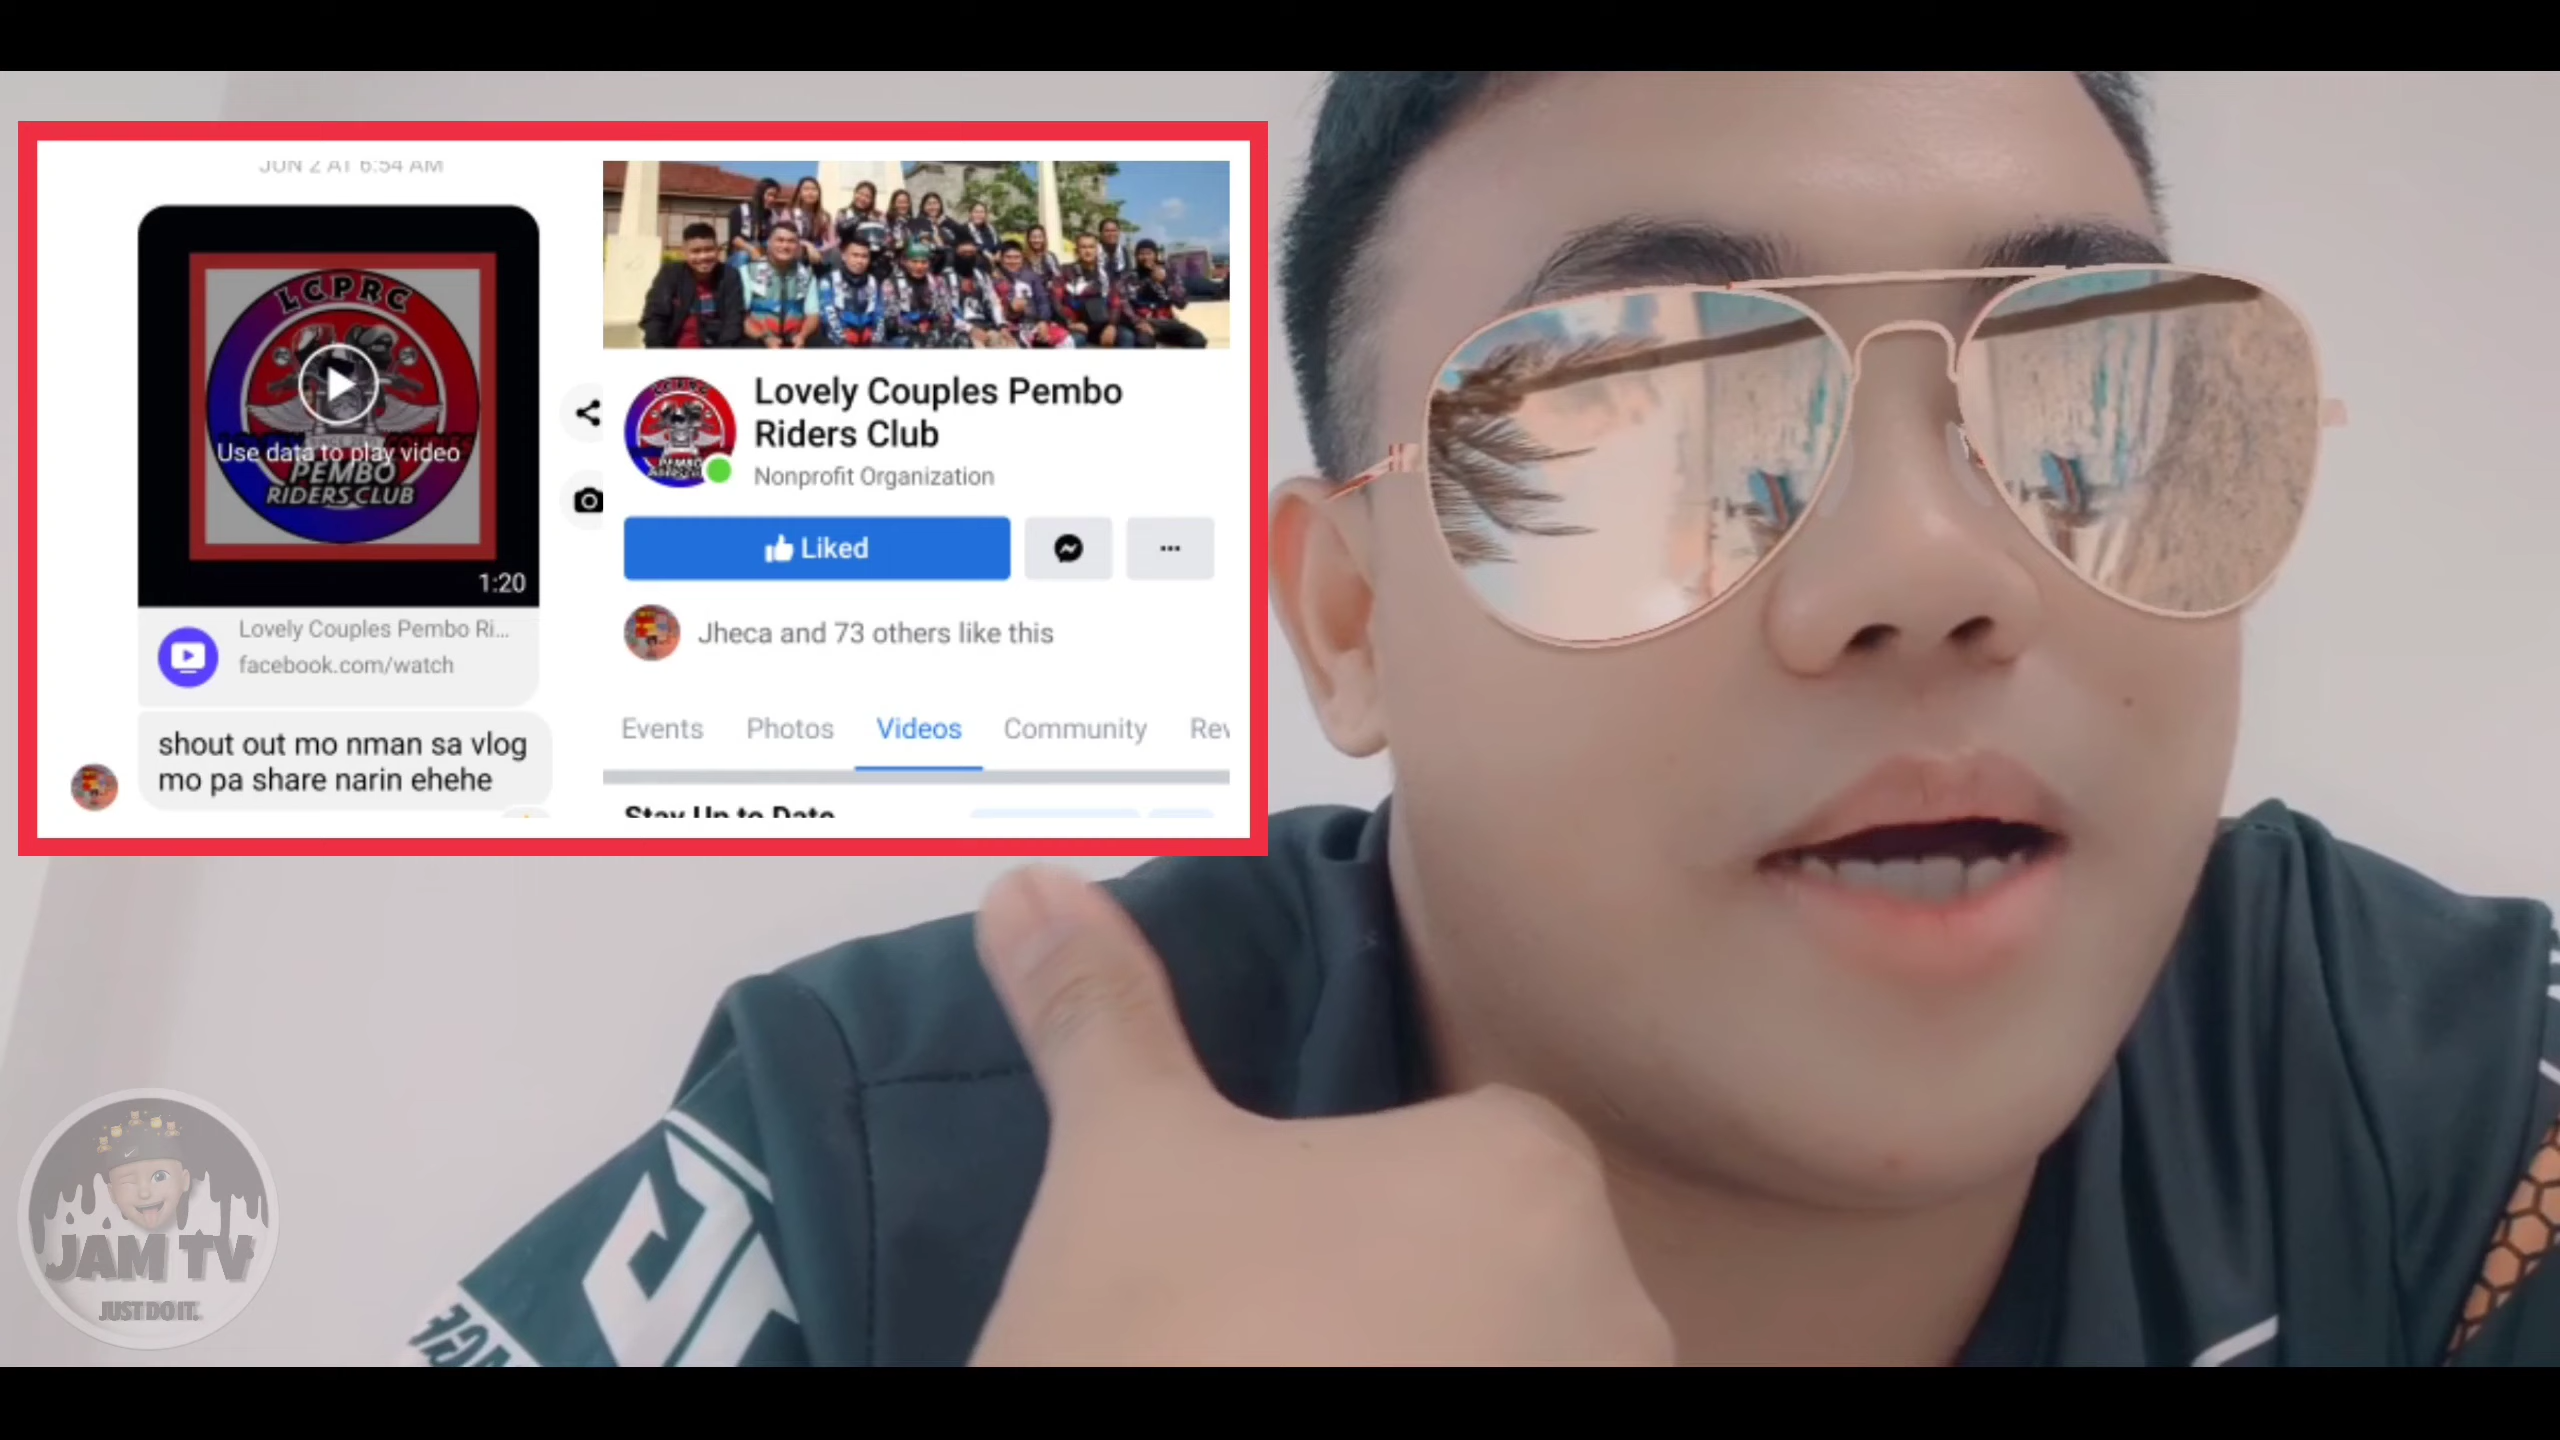 JUN 2 AT 6:54 AM
LCPRC
Use data to play video
PEMBO
RIDERS CLUB
1:20
Lovely Couples Pembo Ri...
facebook.com/watch
shout out mo nman sa vlog
mo pa share narin ehehe
LCPRC
PEMBO
Lovely Couples Pembo
Riders Club
Nonprofit Organization
Liked
Jheca and 73 others like this
Events Photos Videos Community Rev
Stay Up to Date
JAM TV
JUST DO IT.